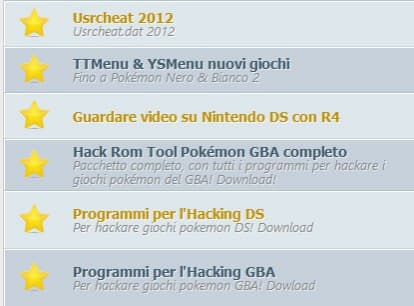 Usrcheat 2012
Usrcheat.dat 2012
TTMenu & YSMenu nuovi giochi
Fino a Pokémon Nero & Bianco 2
Guardare video su Nintendo DS con R4
Hack Rom Tool Pokémon GBA completo
Pacchetto completo, con tutti i programmi per hackare i
giochi pokémon del GBA! Download!
Programmi per l'Hacking DS
Per hackare giochi pokemon DS! Download
Programmi per l'Hacking GBA
Per hackare giochi pokemon GBA! Dowload